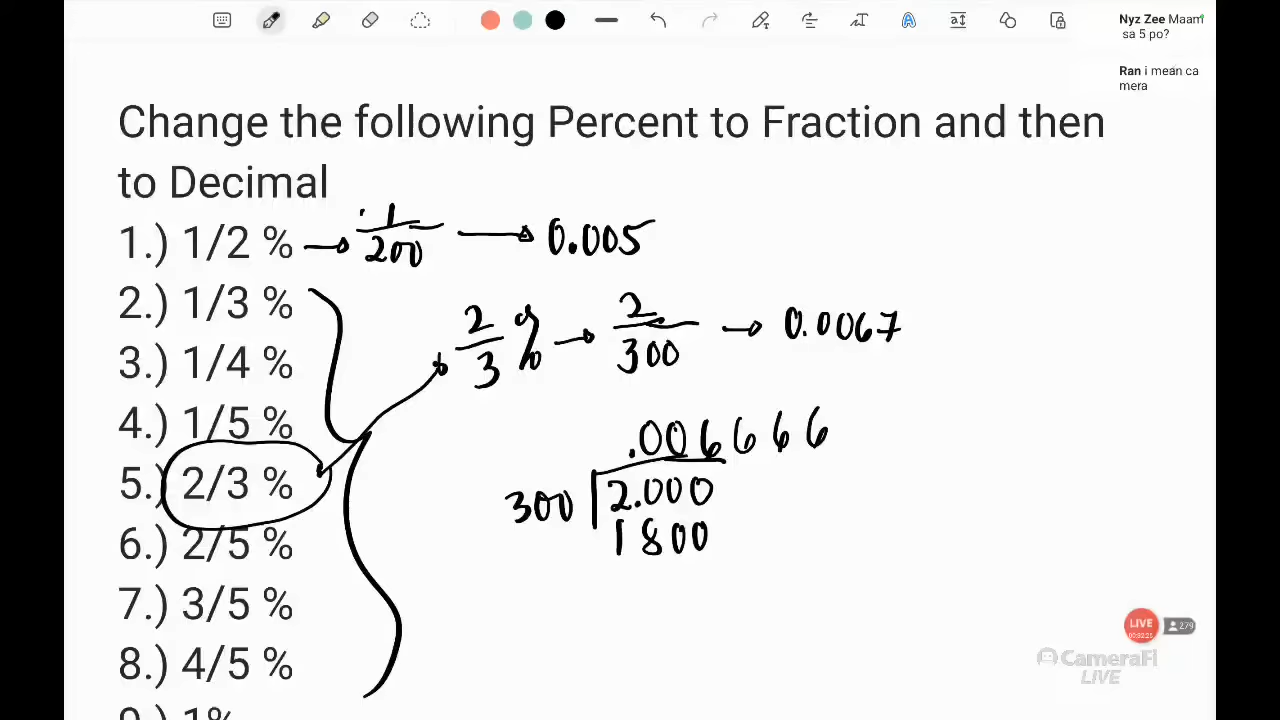 Nyz Zee Maam
sa 5 po?
Ran i mean ca
mera
Change the following Percent to Fraction and then
to Decimal
1.) 1/2 % → 1/200 → 0.005
2.) 1/3 %
2/3 % → 2/300 → 0.0067
3.) 1/4 %
4.) 1/5 %
.006666
5.) 2/3 %
300 2.000
1800
6.) 2/5 %
7.) 3/5 %
8.) 4/5 %
9.) 1%
LIVE
279
CameraFi
LIVE